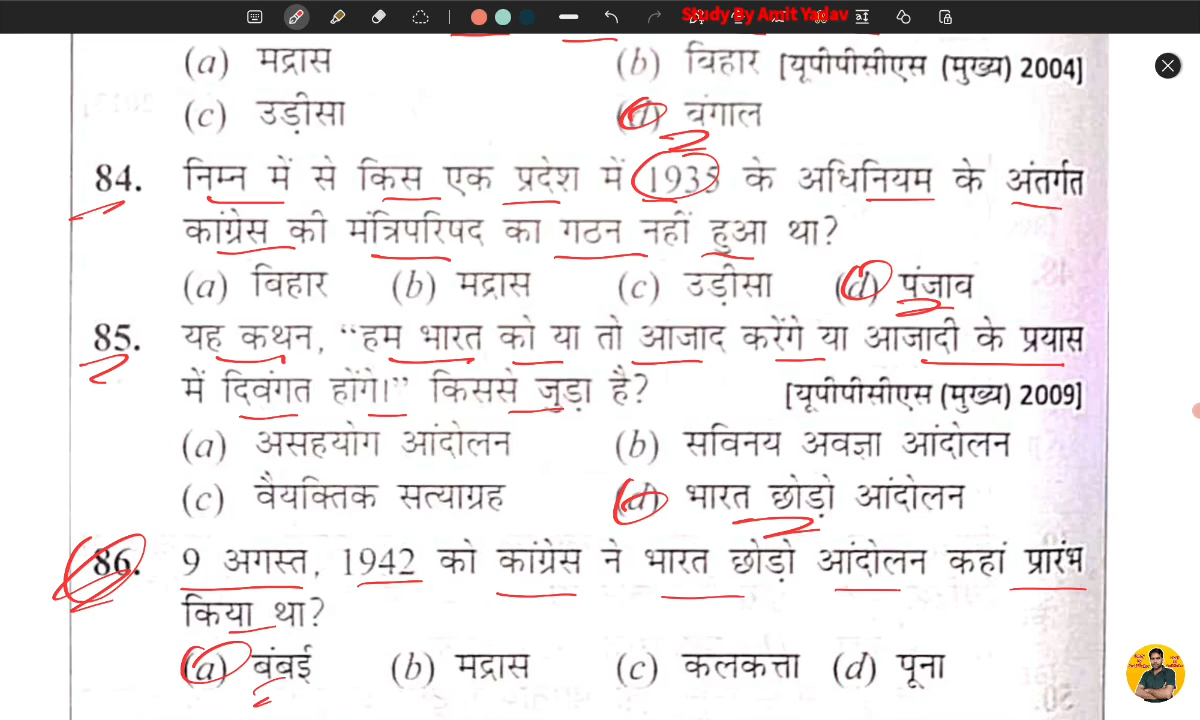 Study By Amit Yadav
(a) मद्रास (b) विहार [यूपीपीसीएस (मुख्य) 2004]
(c) उड़ीसा (d) वंगाल
84. निम्न में से किस एक प्रदेश में 1935 के अधिनियम के अंतर्गत
कांग्रेस की मंत्रिपरिषद का गठन नहीं हुआ था?
(a) विहार (b) मद्रास (c) उड़ीसा (d) पंजाव
85. यह कथन, “हम भारत को या तो आजाद करेंगे या आजादी के प्रयास
में दिवंगत होंगे।” किससे जुड़ा है? [यूपीपीसीएस (मुख्य) 2009]
(a) असहयोग आंदोलन (b) सविनय अवज्ञा आंदोलन
(c) वैयक्तिक सत्याग्रह (d) भारत छोड़ो आंदोलन
86. 9 अगस्त, 1942 को कांग्रेस ने भारत छोड़ो आंदोलन कहां प्रारंभ
किया था?
(a) बंबई (b) मद्रास (c) कलकत्ता (d) पूना